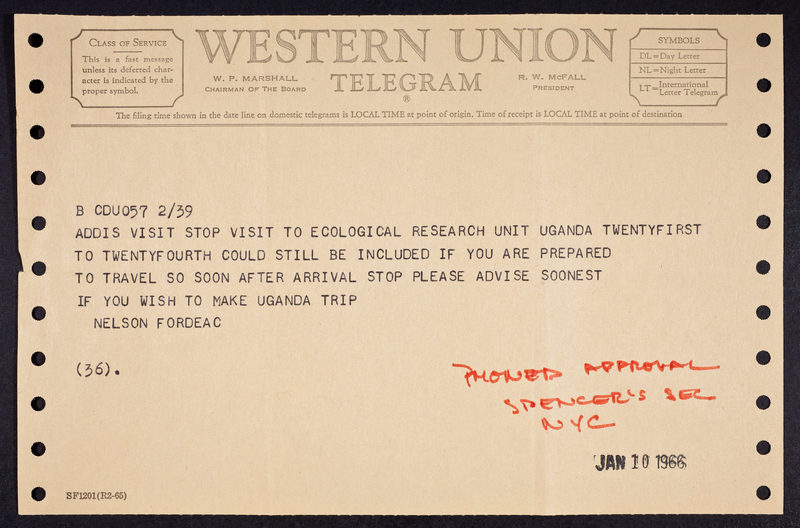 CLASS OF SERVICE
This is a fast message
unless its deferred char-
acter is indicated by the
proper symbol.
WESTERN UNION
TELEGRAM
®
W. P. MARSHALL
CHAIRMAN OF THE BOARD
R. W. McFALL
PRESIDENT
SYMBOLS
DL=Day Letter
NL=Night Letter
LT=International Letter Telegram
The filing time shown in the date line on domestic telegrams is LOCAL TIME at point of origin. Time of receipt is LOCAL TIME at point of destination
B CDU057 2/39
ADDIS VISIT STOP VISIT TO ECOLOGICAL RESEARCH UNIT UGANDA TWENTYFIRST
TO TWENTYFOURTH COULD STILL BE INCLUDED IF YOU ARE PREPARED
TO TRAVEL SO SOON AFTER ARRIVAL STOP PLEASE ADVISE SOONEST
IF YOU WISH TO MAKE UGANDA TRIP
NELSON FORDEAC
(36).
PHONED APPROVAL
SPENCER'S SEC
NYC
JAN 10 1966
SF1201(R2-65)